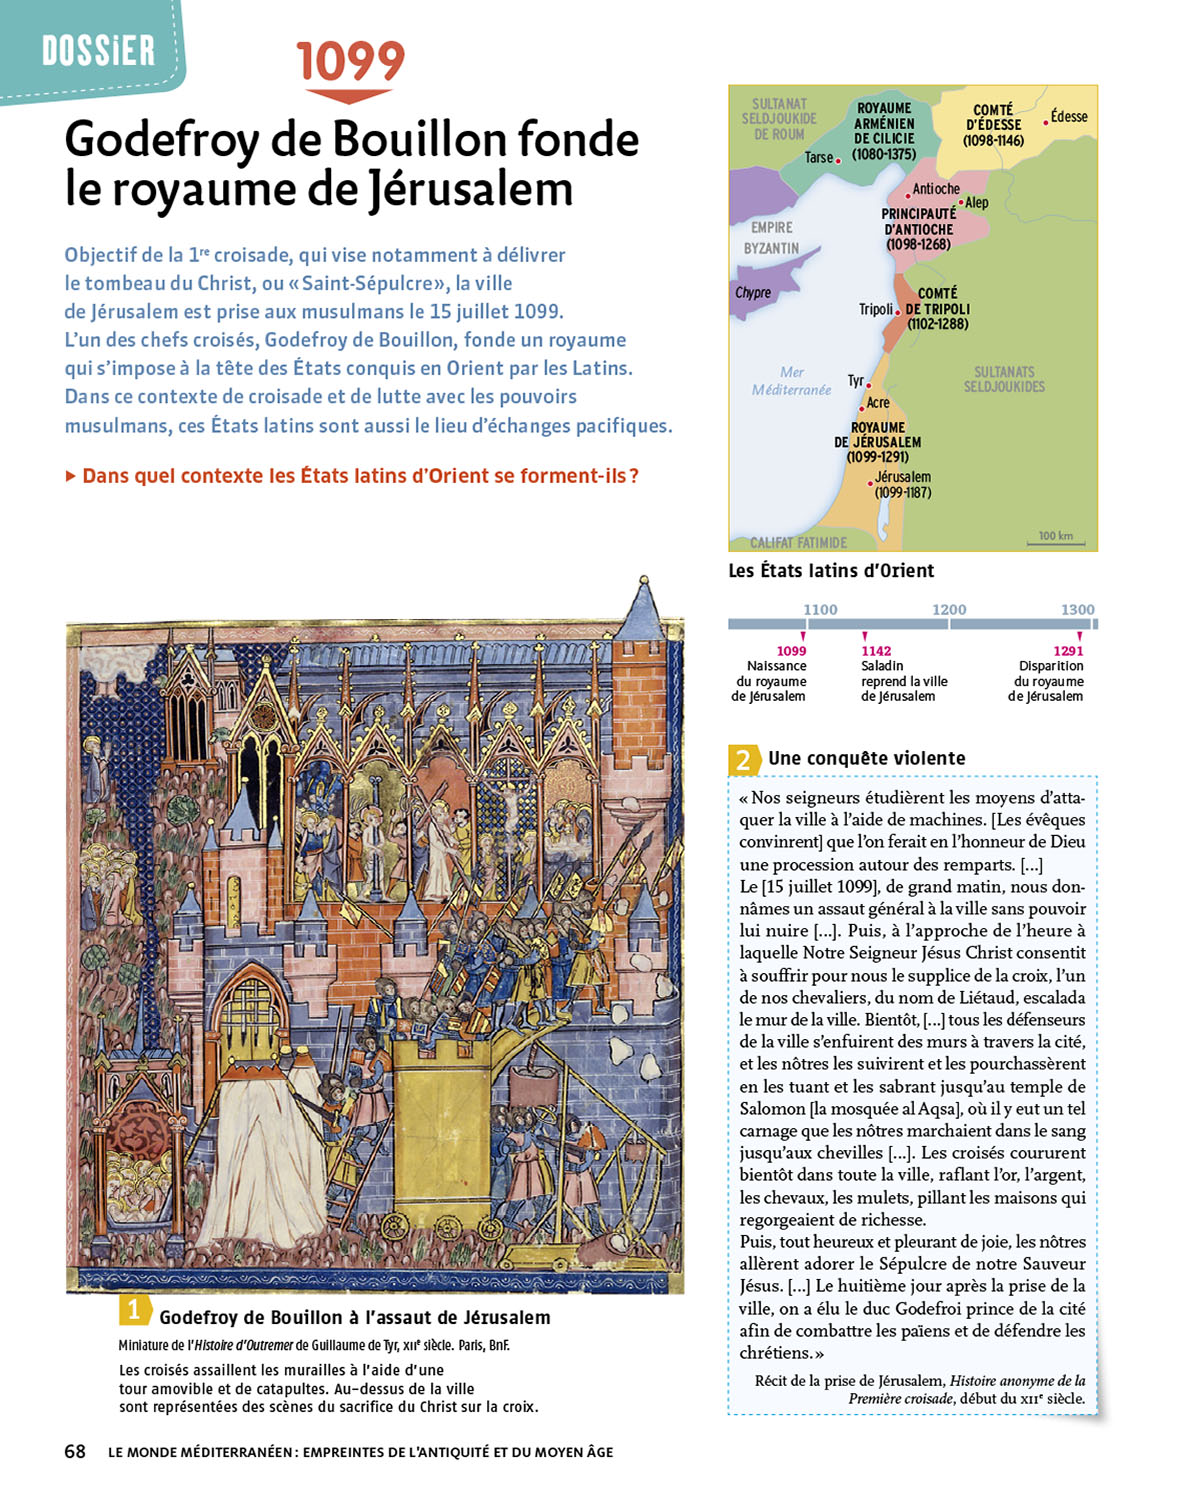 DOSSiER
1099
Godefroy de Bouillon fonde
le royaume de Jérusalem
Objectif de la 1re croisade, qui vise notamment à délivrer
le tombeau du Christ, ou « Saint-Sépulcre », la ville
de Jérusalem est prise aux musulmans le 15 juillet 1099.
L’un des chefs croisés, Godefroy de Bouillon, fonde un royaume
qui s’impose à la tête des États conquis en Orient par les Latins.
Dans ce contexte de croisade et de lutte avec les pouvoirs
musulmans, ces États latins sont aussi le lieu d’échanges pacifiques.
▶ Dans quel contexte les États latins d’Orient se forment-ils ?
SULTANAT
SELDJOUKIDE
DE ROUM
ROYAUME
ARMÉNIEN
DE CILICIE
(1080-1375)
COMTÉ
D’ÉDESSE
(1098-1146)
Édesse
Tarse
Antioche
Alep
PRINCIPAUTÉ
D’ANTIOCHE
(1098-1268)
EMPIRE
BYZANTIN
Chypre
COMTÉ
DE TRIPOLI
(1102-1288)
Tripoli
Mer
Méditerranée
SULTANATS
SELDJOUKIDES
Tyr
Acre
ROYAUME
DE JÉRUSALEM
(1099-1291)
Jérusalem
(1099-1187)
CALIFAT FATIMIDE
100 km
Les États latins d’Orient
1100
1200
1300
1099
Naissance
du royaume
de Jérusalem
1142
Saladin
reprend la ville
de Jérusalem
1291
Disparition
du royaume
de Jérusalem
1 Godefroy de Bouillon à l’assaut de Jérusalem
Miniature de l’Histoire d’Outremer de Guillaume de Tyr, XIIe siècle. Paris, BnF.
Les croisés assaillent les murailles à l’aide d’une
tour amovible et de catapultes. Au-dessus de la ville
sont représentées des scènes du sacrifice du Christ sur la croix.
2 Une conquête violente
« Nos seigneurs étudièrent les moyens d’atta-
quer la ville à l’aide de machines. [Les évêques
convinrent] que l’on ferait en l’honneur de Dieu
une procession autour des remparts. [...]
Le [15 juillet 1099], de grand matin, nous don-
nâmes un assaut général à la ville sans pouvoir
lui nuire [...]. Puis, à l’approche de l’heure à
laquelle Notre Seigneur Jésus Christ consentit
à souffrir pour nous le supplice de la croix, l’un
de nos chevaliers, du nom de Liétaud, escalada
le mur de la ville. Bientôt, [...] tous les défenseurs
de la ville s’enfuirent des murs à travers la cité,
et les nôtres les suivirent et les pourchassèrent
en les tuant et les sabrant jusqu’au temple de
Salomon [la mosquée al Aqsa], où il y eut un tel
carnage que les nôtres marchaient dans le sang
jusqu’aux chevilles [...]. Les croisés coururent
bientôt dans toute la ville, raflant l’or, l’argent,
les chevaux, les mulets, pillant les maisons qui
regorgeaient de richesse.
Puis, tout heureux et pleurant de joie, les nôtres
allèrent adorer le Sépulcre de notre Sauveur
Jésus. [...] Le huitième jour après la prise de la
ville, on a élu le duc Godefroi prince de la cité
afin de combattre les païens et de défendre les
chrétiens. »
Récit de la prise de Jérusalem, Histoire anonyme de la
Première croisade, début du XIIe siècle.
68 LE MONDE MÉDITERRANÉEN : EMPREINTES DE L’ANTIQUITÉ ET DU MOYEN ÂGE